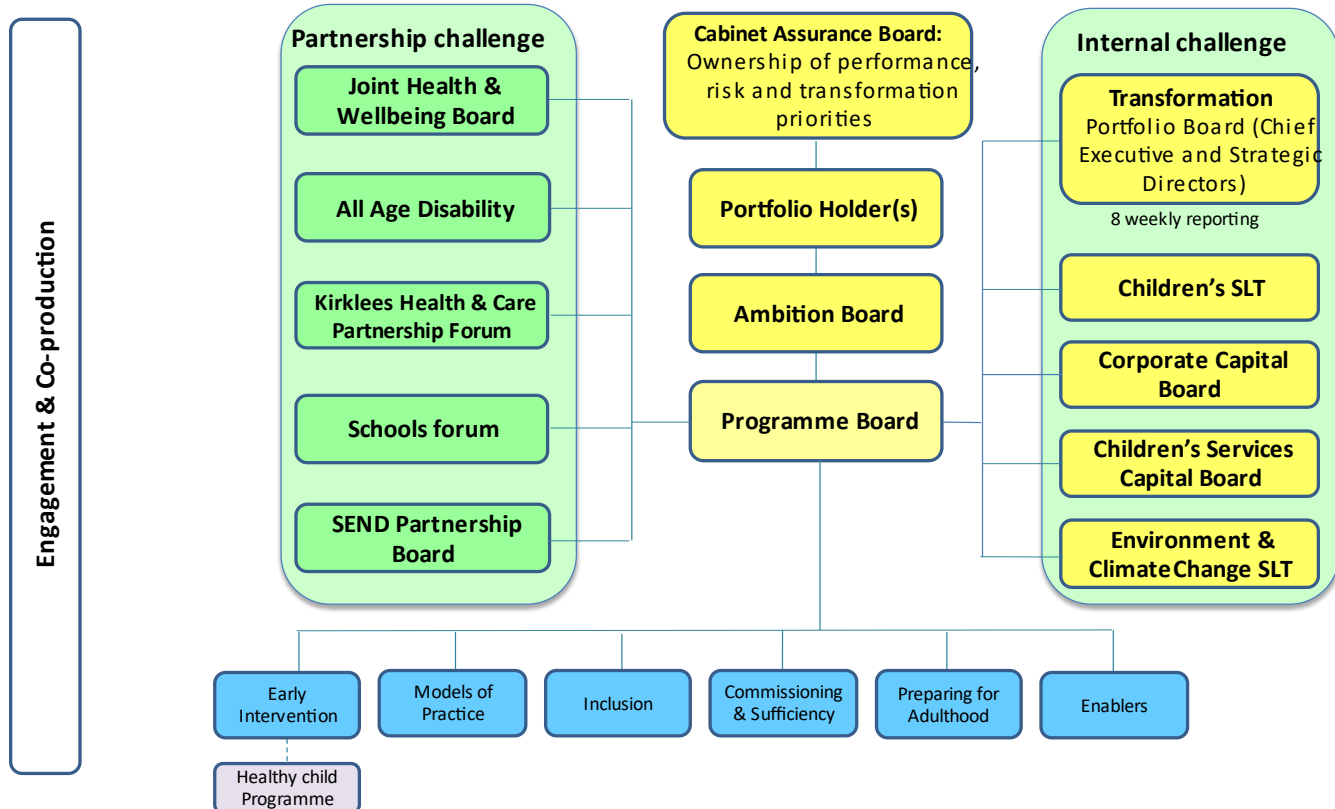 Engagement & Co-production
Partnership challenge
Joint Health &
Wellbeing Board
All Age Disability
Kirklees Health & Care
Partnership Forum
Schools forum
SEND Partnership
Board
Cabinet Assurance Board:
Ownership of performance,
risk and transformation
priorities
Portfolio Holder(s)
Ambition Board
Programme Board
Internal challenge
Transformation
Portfolio Board (Chief
Executive and Strategic
Directors)
8 weekly reporting
Children’s SLT
Corporate Capital
Board
Children’s Services
Capital Board
Environment &
Climate Change SLT
Early
Intervention
Models of
Practice
Inclusion
Commissioning
& Sufficiency
Preparing for
Adulthood
Enablers
Healthy child
Programme